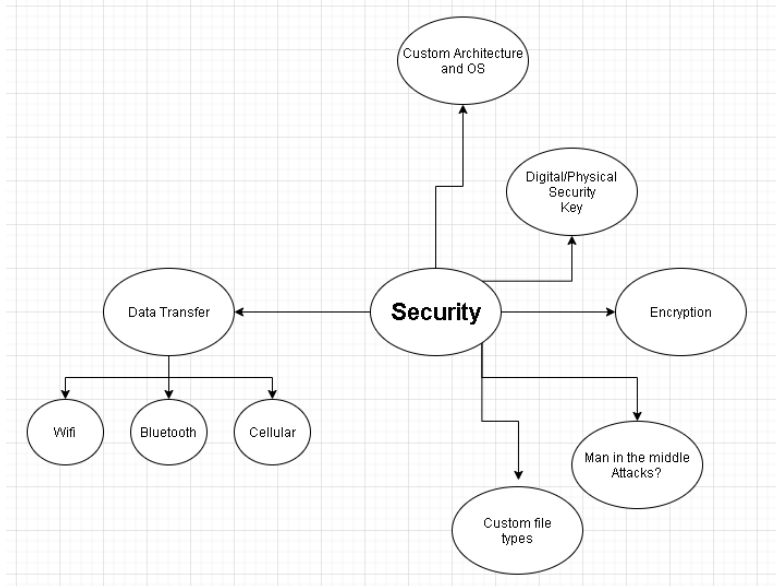 Custom Architecture
and OS
Digital/Physical
Security
Key
Data Transfer
Security
Encryption
Wifi
Bluetooth
Cellular
Man in the middle
Attacks?
Custom file
types